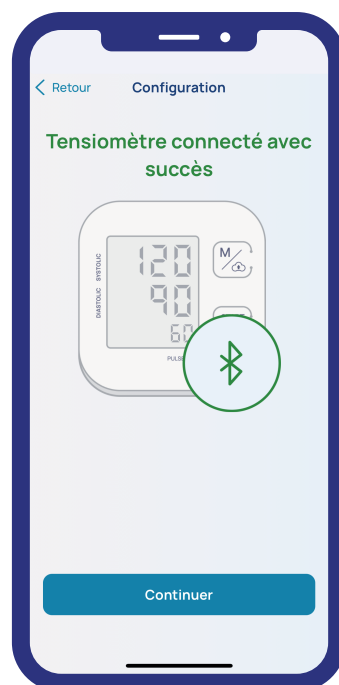 Retour
Configuration
Tensiomètre connecté avec
succès
SYSTOLIC
DIASTOLIC
120
90
60
M
PULSE
Continuer